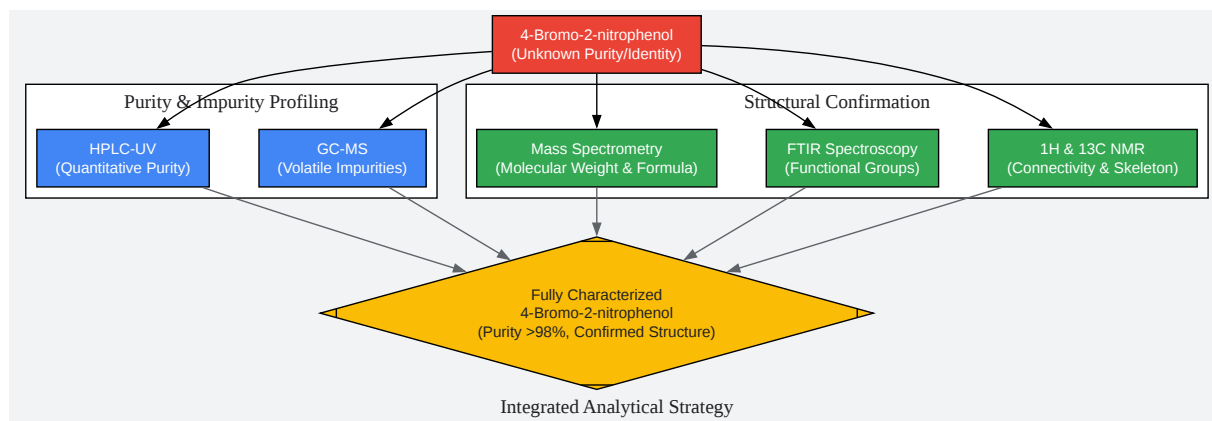 4-Bromo-2-nitrophenol
(Unknown Purity/Identity)
Purity & Impurity Profiling
Structural Confirmation
HPLC-UV
(Quantitative Purity)
GC-MS
(Volatile Impurities)
Mass Spectrometry
(Molecular Weight & Formula)
FTIR Spectroscopy
(Functional Groups)
1H & 13C NMR
(Connectivity & Skeleton)
Fully Characterized
4-Bromo-2-nitrophenol
(Purity >98%, Confirmed Structure)
Integrated Analytical Strategy